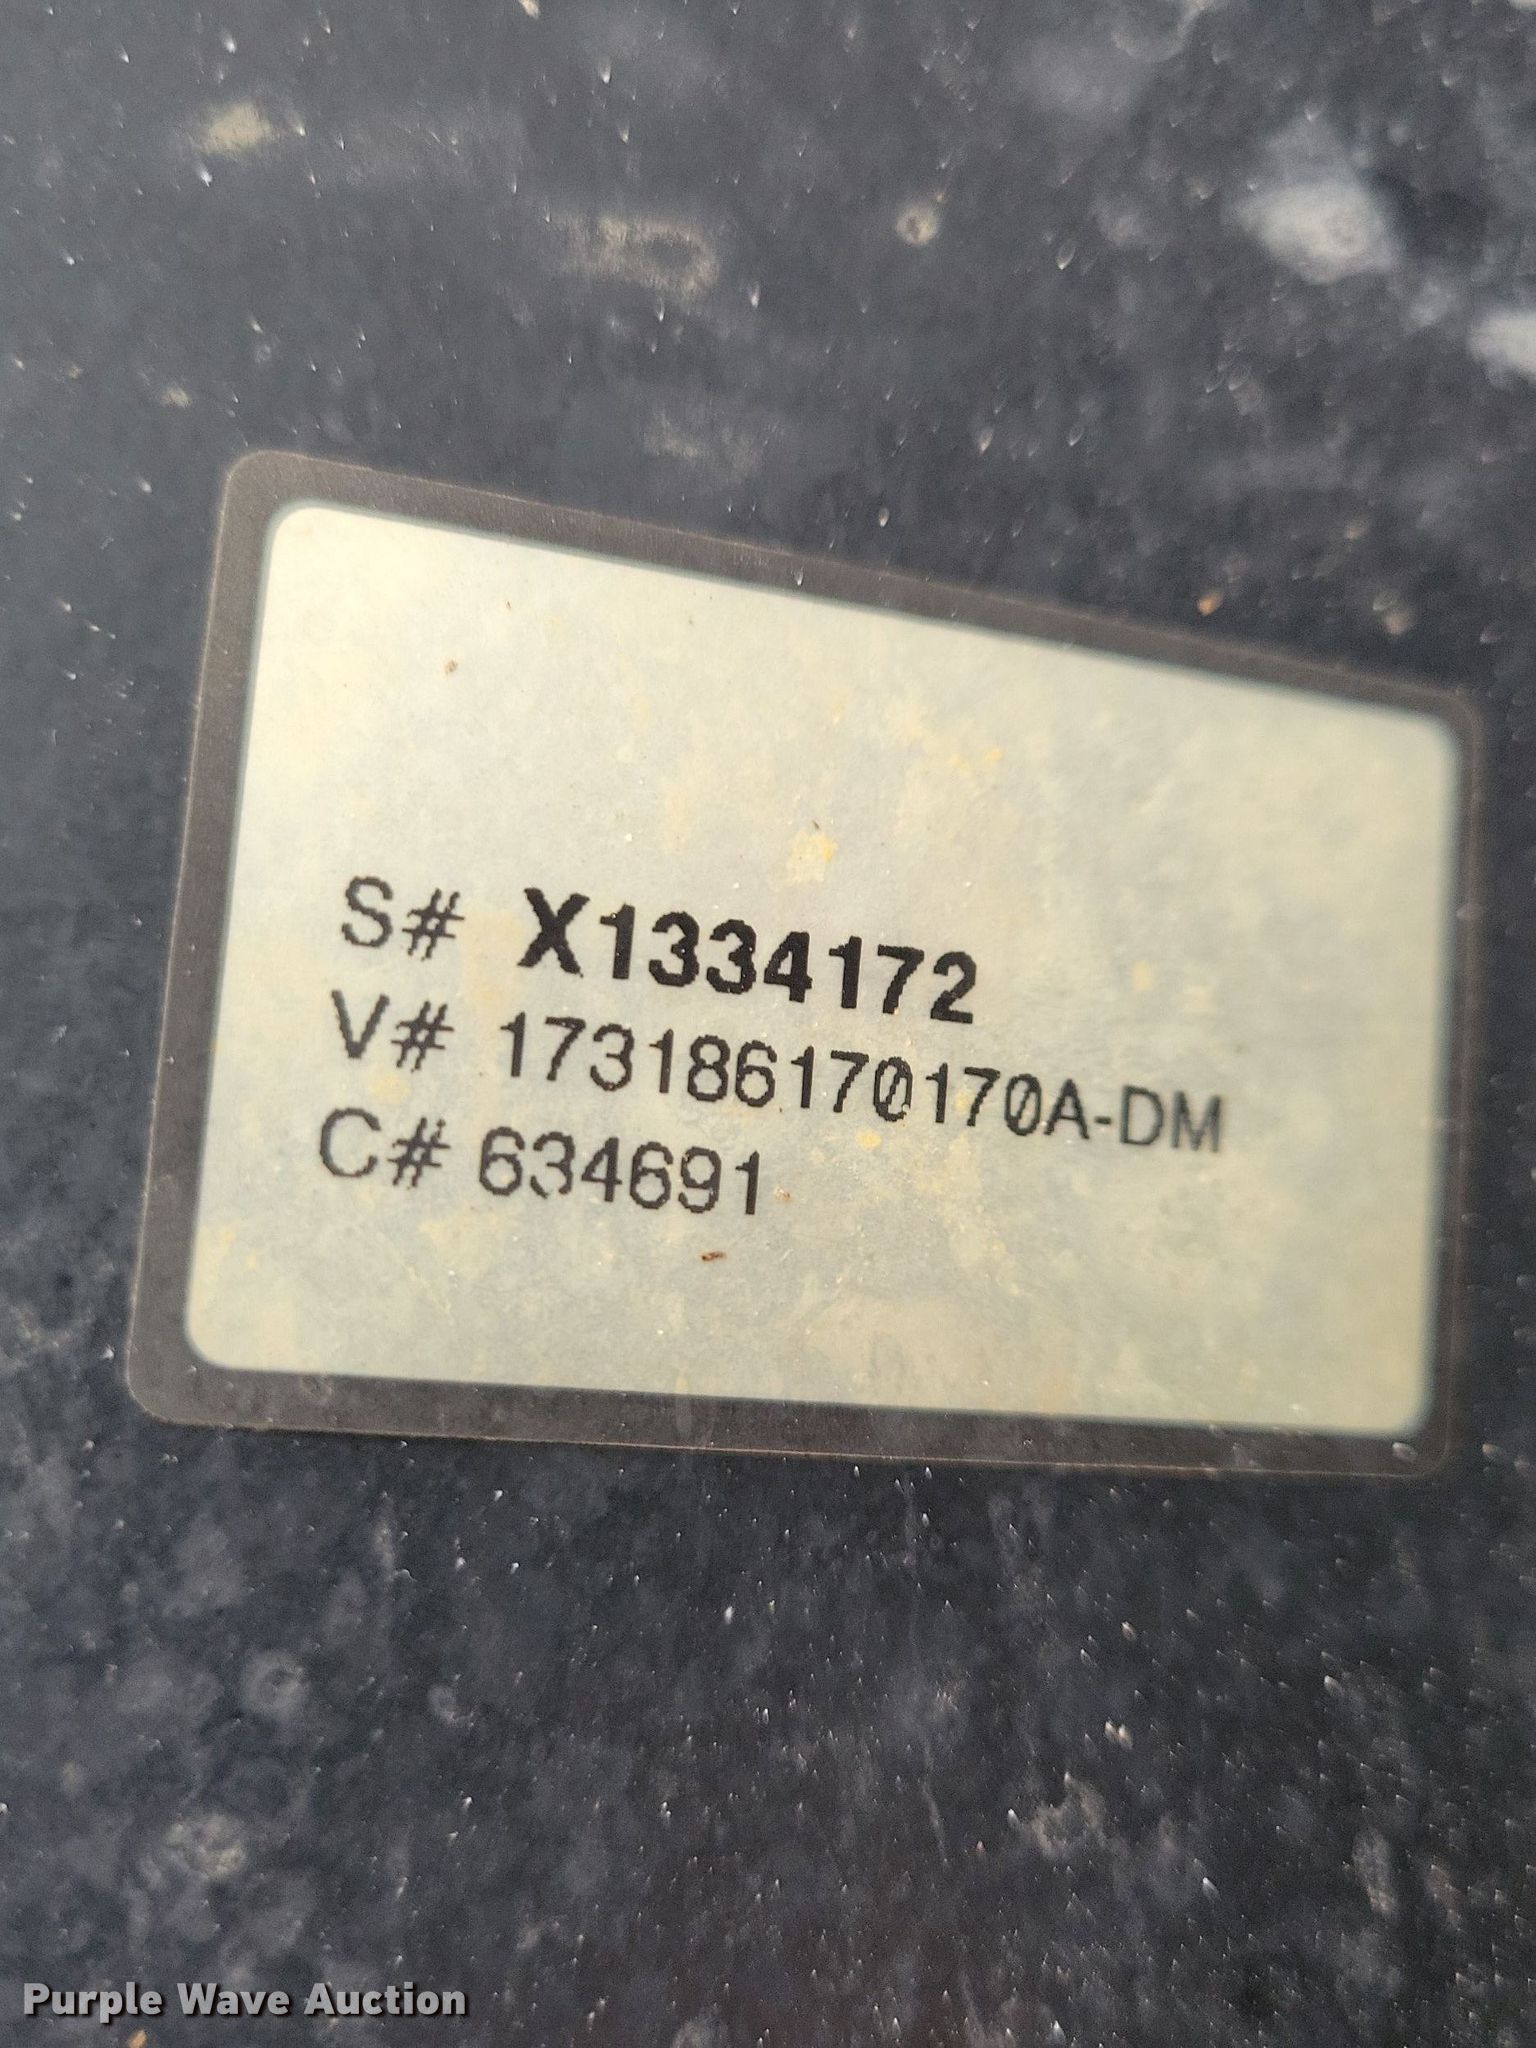 S# X1334172
V# 173186170170A-DM
C# 634691
Purple Wave Auction